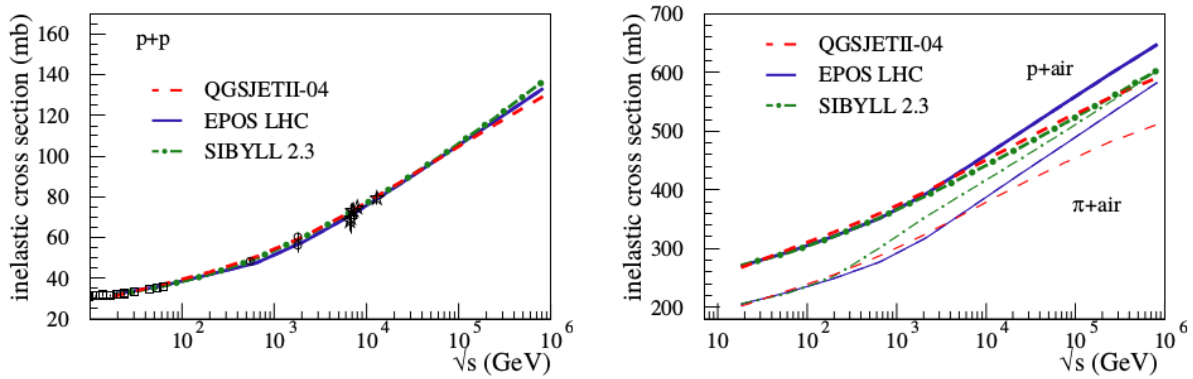 inelastic cross section (mb)
160
140
120
100
80
60
40
20
p+p
QGSJETII-04
EPOS LHC
SIBYLL 2.3
10²
10³
10⁴
10⁵
10⁶
√s (GeV)
inelastic cross section (mb)
700
600
500
400
300
200
QGSJETII-04
EPOS LHC
SIBYLL 2.3
p+air
π+air
10
10²
10³
10⁴
10⁵
10⁶
√s (GeV)